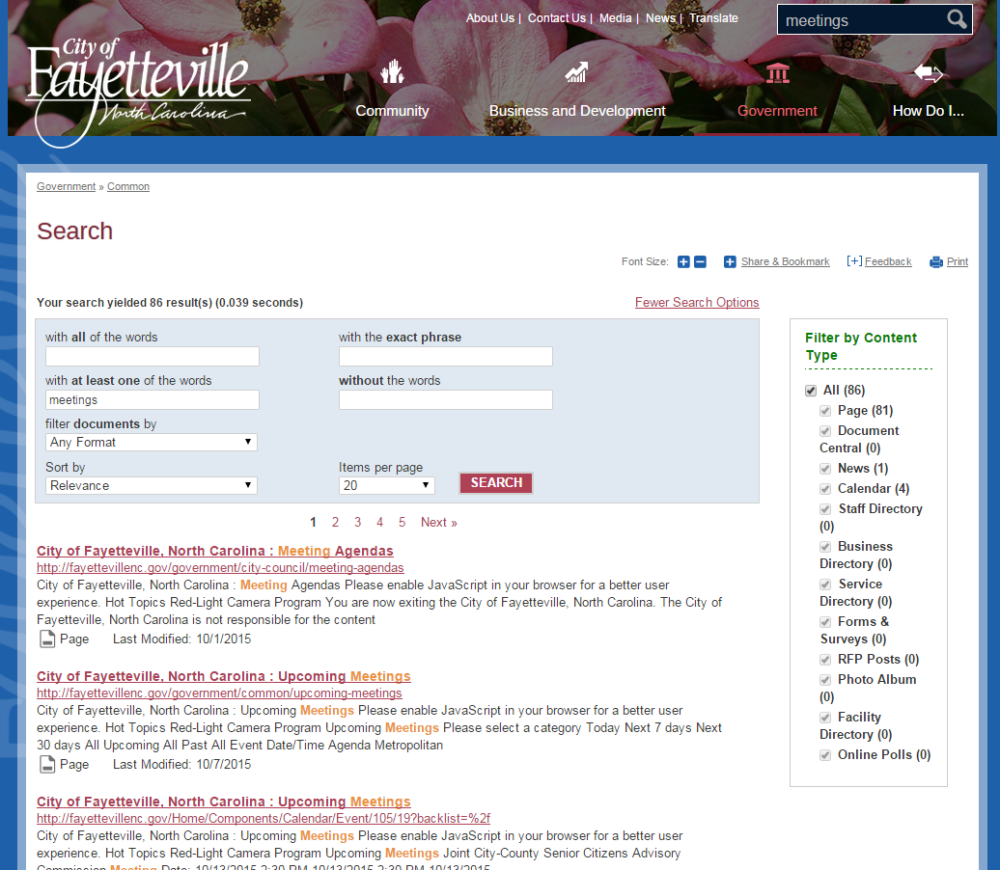 About Us | Contact Us | Media | News | Translate
meetings
City of
Fayetteville
North Carolina
Community
Business and Development
Government
How Do I...
Government » Common
Search
Font Size:
Share & Bookmark
[+] Feedback
Print
Your search yielded 86 result(s) (0.039 seconds)
Fewer Search Options
with all of the words
with the exact phrase
with at least one of the words
without the words
meetings
filter documents by
Any Format
Sort by
Items per page
Relevance
20
SEARCH
Filter by Content
Type
All (86)
Page (81)
Document
Central (0)
News (1)
Calendar (4)
Staff Directory
(0)
Business
Directory (0)
Service
Directory (0)
Forms &
Surveys (0)
RFP Posts (0)
Photo Album
(0)
Facility
Directory (0)
Online Polls (0)
1 2 3 4 5 Next »
City of Fayetteville, North Carolina : Meeting Agendas
http://fayettevillenc.gov/government/city-council/meeting-agendas
City of Fayetteville, North Carolina : Meeting Agendas Please enable JavaScript in your browser for a better user
experience. Hot Topics Red-Light Camera Program You are now exiting the City of Fayetteville, North Carolina. The City of
Fayetteville, North Carolina is not responsible for the content
Page Last Modified: 10/1/2015
City of Fayetteville, North Carolina : Upcoming Meetings
http://fayettevillenc.gov/government/common/upcoming-meetings
City of Fayetteville, North Carolina : Upcoming Meetings Please enable JavaScript in your browser for a better user
experience. Hot Topics Red-Light Camera Program Upcoming Meetings Please select a category Today Next 7 days Next
30 days All Upcoming All Past All Event Date/Time Agenda Metropolitan
Page Last Modified: 10/7/2015
City of Fayetteville, North Carolina : Upcoming Meetings
http://fayettevillenc.gov/Home/Components/Calendar/Event/105/19?backlist=%2f
City of Fayetteville, North Carolina : Upcoming Meetings Please enable JavaScript in your browser for a better user
experience. Hot Topics Red-Light Camera Program Upcoming Meetings Joint City-County Senior Citizens Advisory
Commission Meeting Date: 10/13/2015 2:30 PM 10/13/2015 2:30 PM 10/13/2015